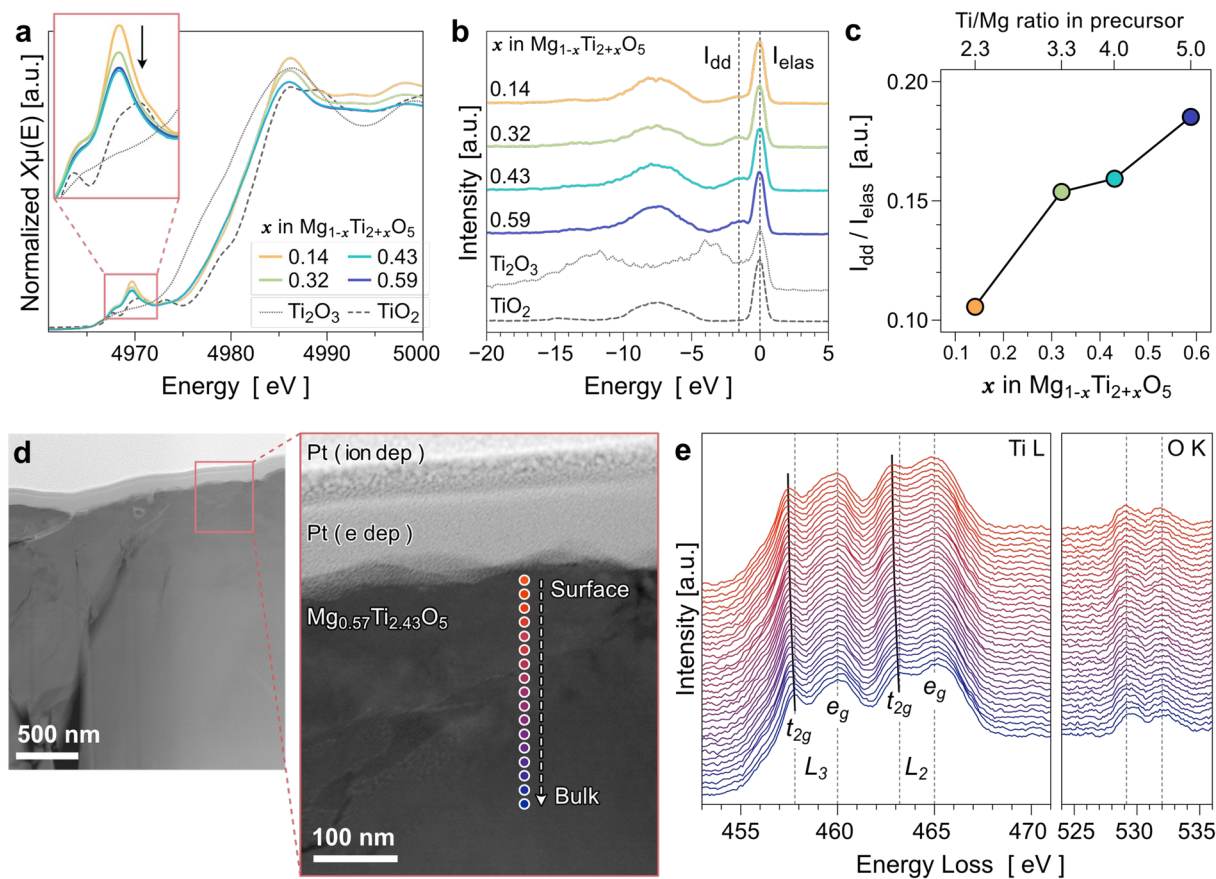 a
Normalized Xμ(E) [a.u.]
x in Mg1-xTi2+xO5
0.14
0.43
0.32
0.59
Ti2O3
TiO2
4970
4980
4990
5000
Energy [ eV ]
b
x in Mg1-xTi2+xO5
Idd
Ielas
0.14
0.32
0.43
0.59
Ti2O3
TiO2
Intensity [a.u.]
−20
−15
−10
−5
0
5
Energy [ eV ]
c
Ti/Mg ratio in precursor
2.3
3.3
4.0
5.0
0.20
0.15
0.10
Idd / Ielas
0.1
0.2
0.3
0.4
0.5
0.6
x in Mg1-xTi2+xO5
d
500 nm
Pt ( ion dep )
Pt ( e dep )
Surface
Mg0.57Ti2.43O5
Bulk
100 nm
e
Ti L
O K
Intensity [a.u.]
t2g
eg
t2g
eg
L3
L2
455
460
465
470
525
530
535
Energy Loss [ eV ]